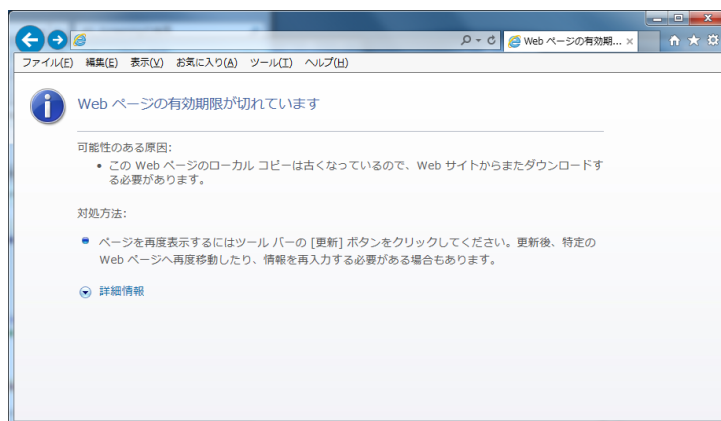 Web ページの有効期...
ファイル(F) 編集(E) 表示(V) お気に入り(A) ツール(T) ヘルプ(H)
Web ページの有効期限が切れています
可能性のある原因:
• この Web ページのローカル コピーは古くなっているので、Web サイトからまたダウンロードす
る必要があります。
対処方法:
ページを再度表示するにはツール バーの [更新] ボタンをクリックしてください。更新後、特定の
Web ページへ再度移動したり、情報を再入力する必要がある場合もあります。
詳細情報